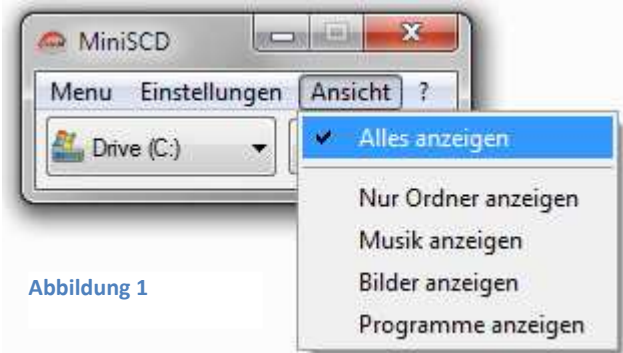 MiniSCD
Menu Einstellungen Ansicht ?
Drive (C:)
Alles anzeigen
Nur Ordner anzeigen
Musik anzeigen
Bilder anzeigen
Programme anzeigen
Abbildung 1